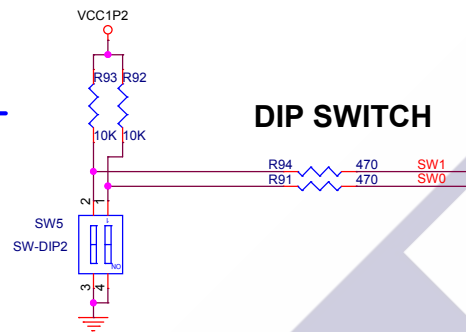 VCC1P2
R93 R92
10K 10K
DIP SWITCH
R94 470 SW1
R91 470 SW0
2 1
SW5
SW-DIP2
NO
3 4